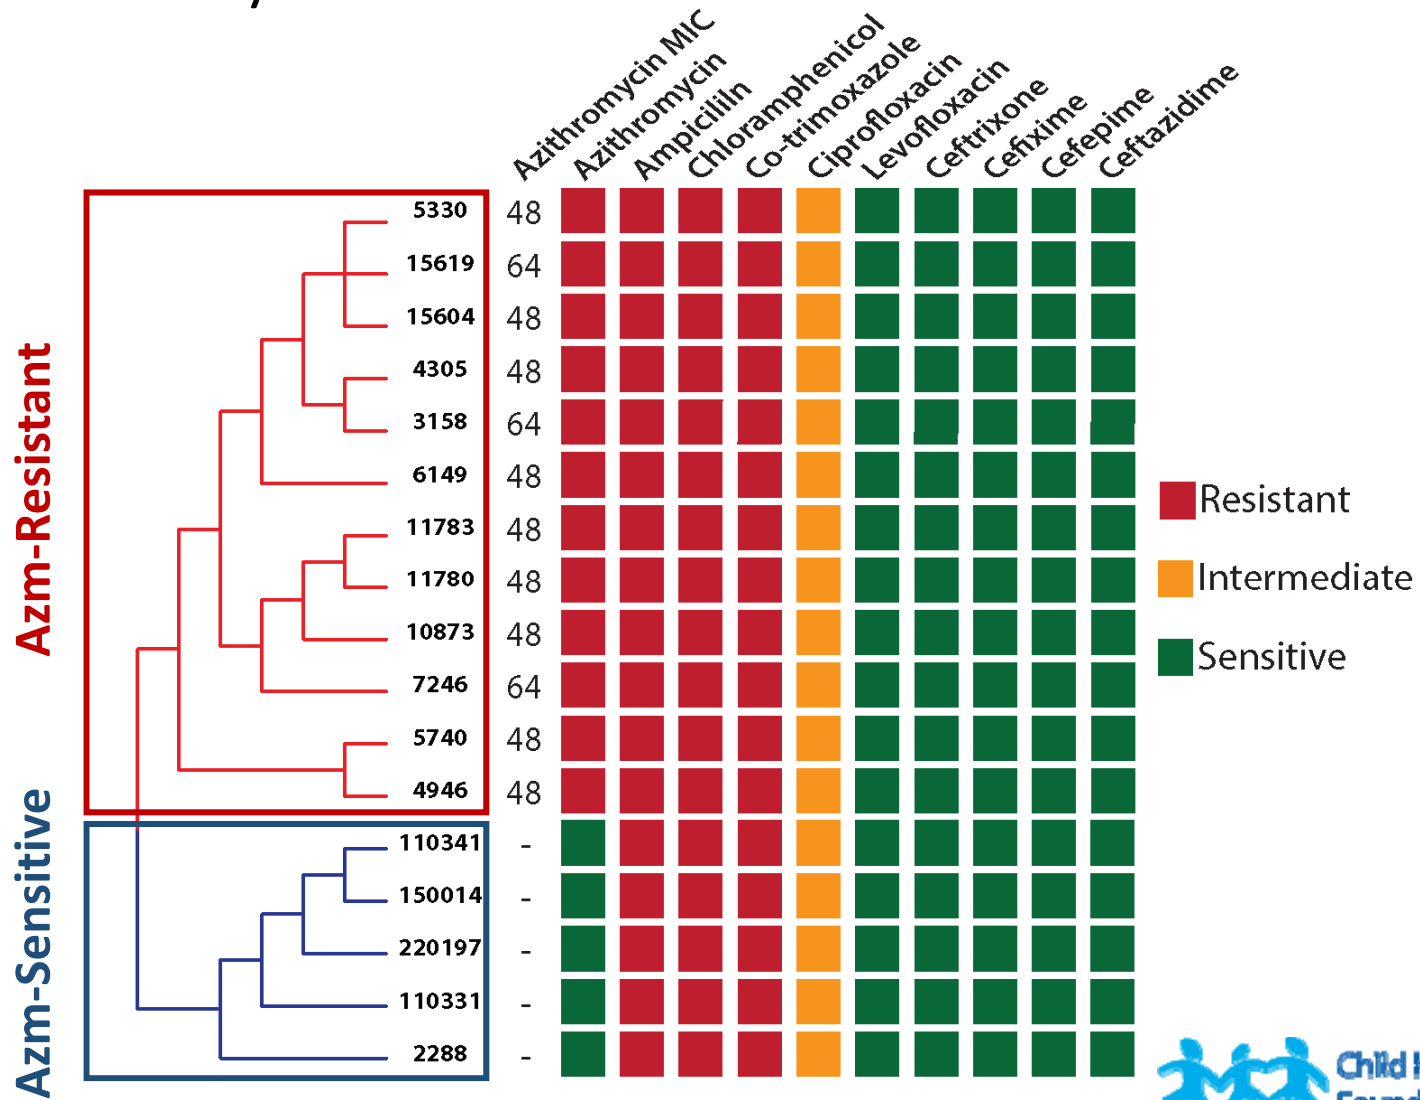 Azithromycin MIC
Azithromycin
Ampicililn
Chloramphenicol
Co-trimoxazole
Ciprofloxacin
Levofloxacin
Ceftrixone
Cefixime
Cefepime
Ceftazidime
Azm-Resistant
5330 48
15619 64
15604 48
4305 48
3158 64
6149 48
11783 48
11780 48
10873 48
7246 64
5740 48
4946 48
Azm-Sensitive
110341 -
150014 -
220197 -
110331 -
2288 -
Resistant
Intermediate
Sensitive
Child